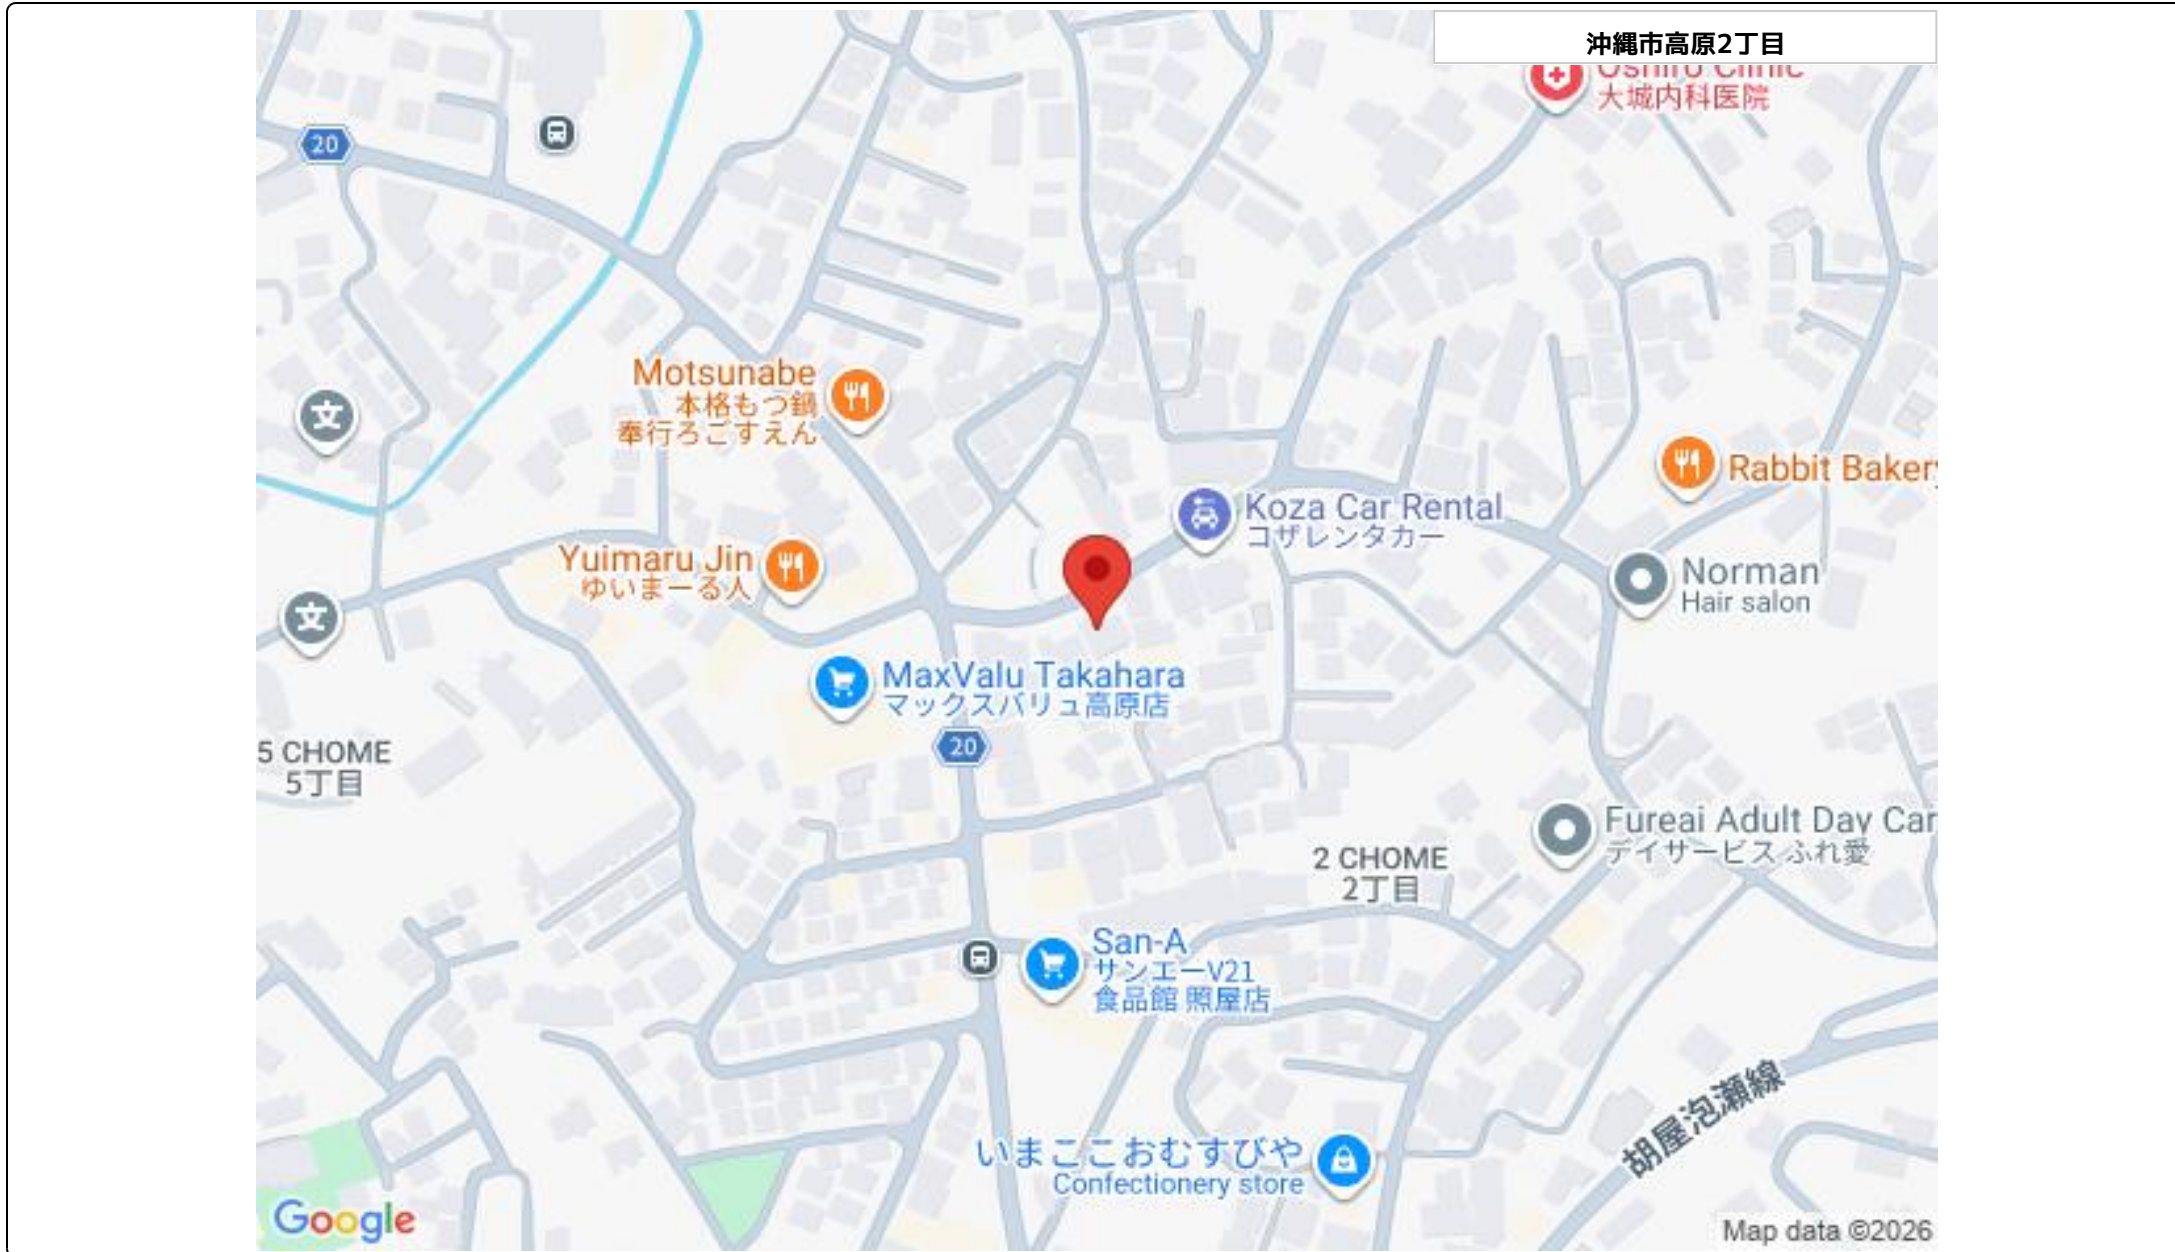 沖縄市高原2丁目
Oshiro Clinic
大城内科医院
20
Motsunabe
本格もつ鍋
奉行ろごすえん
文
Rabbit Bakery
Koza Car Rental
コザレンタカー
Yuimaru Jin
ゆいまーる人
Norman
Hair salon
文
MaxValu Takahara
マックスバリュ高原店
20
5 CHOME
5丁目
Fureai Adult Day Car
デイサービス ふれ愛
2 CHOME
2丁目
San-A
サンエーV21
食品館 照屋店
胡屋泡瀬線
いまここおむすびや
Confectionery store
Google
Map data ©2026